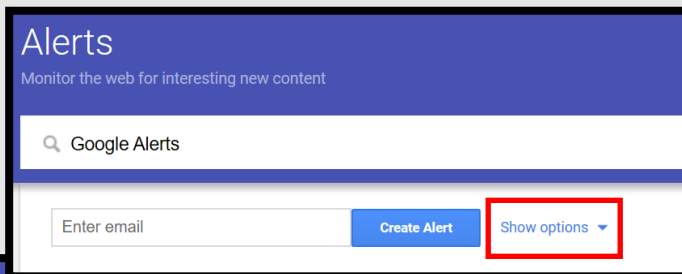 Alerts
Monitor the web for interesting new content
Google Alerts
Enter email Create Alert Show options